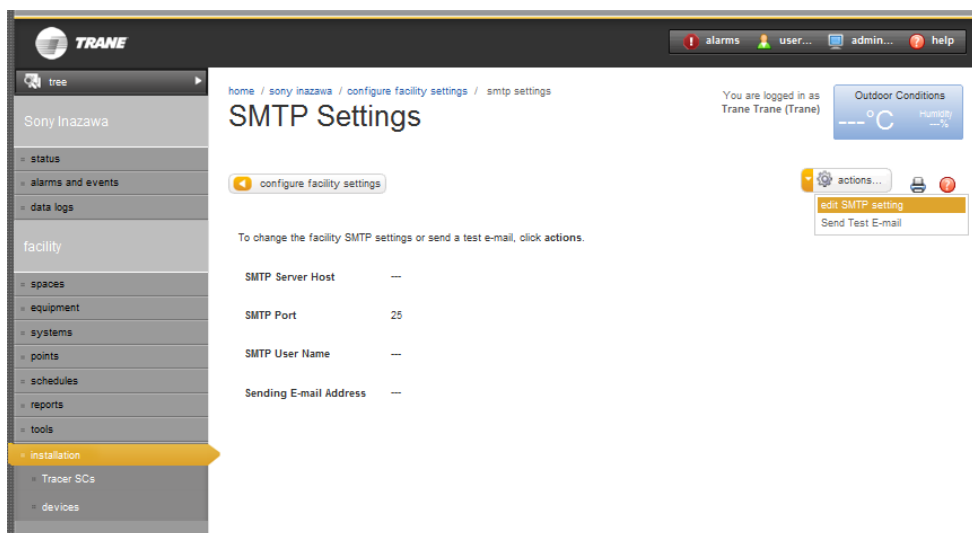 TRANE
alarms user... admin... help
tree
home / sony inazawa / configure facility settings / smtp settings
SMTP Settings
You are logged in as
Trane Trane (Trane)
Outdoor Conditions
---°C
Humidity
---%
Sony Inazawa
status
alarms and events
data logs
facility
spaces
equipment
systems
points
schedules
reports
tools
installation
Tracer SCs
devices
configure facility settings
actions...
edit SMTP setting
Send Test E-mail
To change the facility SMTP settings or send a test e-mail, click actions.
SMTP Server Host ---
SMTP Port 25
SMTP User Name ---
Sending E-mail Address ---